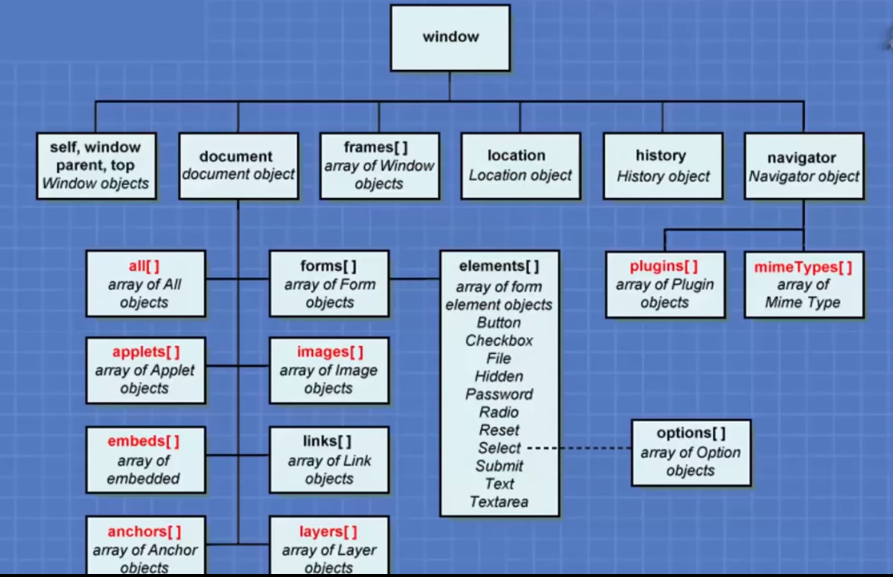 window
self, window
parent, top
Window objects
document
document object
frames[ ]
array of Window
objects
location
Location object
history
History object
navigator
Navigator object
all[ ]
array of All
objects
forms[ ]
array of Form
objects
elements[ ]
array of form
element objects
Button
Checkbox
File
Hidden
Password
Radio
Reset
Select
Submit
Text
Textarea
plugins[ ]
array of Plugin
objects
mimeTypes[ ]
array of
Mime Type
applets[ ]
array of Applet
objects
images[ ]
array of Image
objects
embeds[ ]
array of
embedded
links[ ]
array of Link
objects
options[ ]
array of Option
objects
anchors[ ]
array of Anchor
objects
layers[ ]
array of Layer
objects